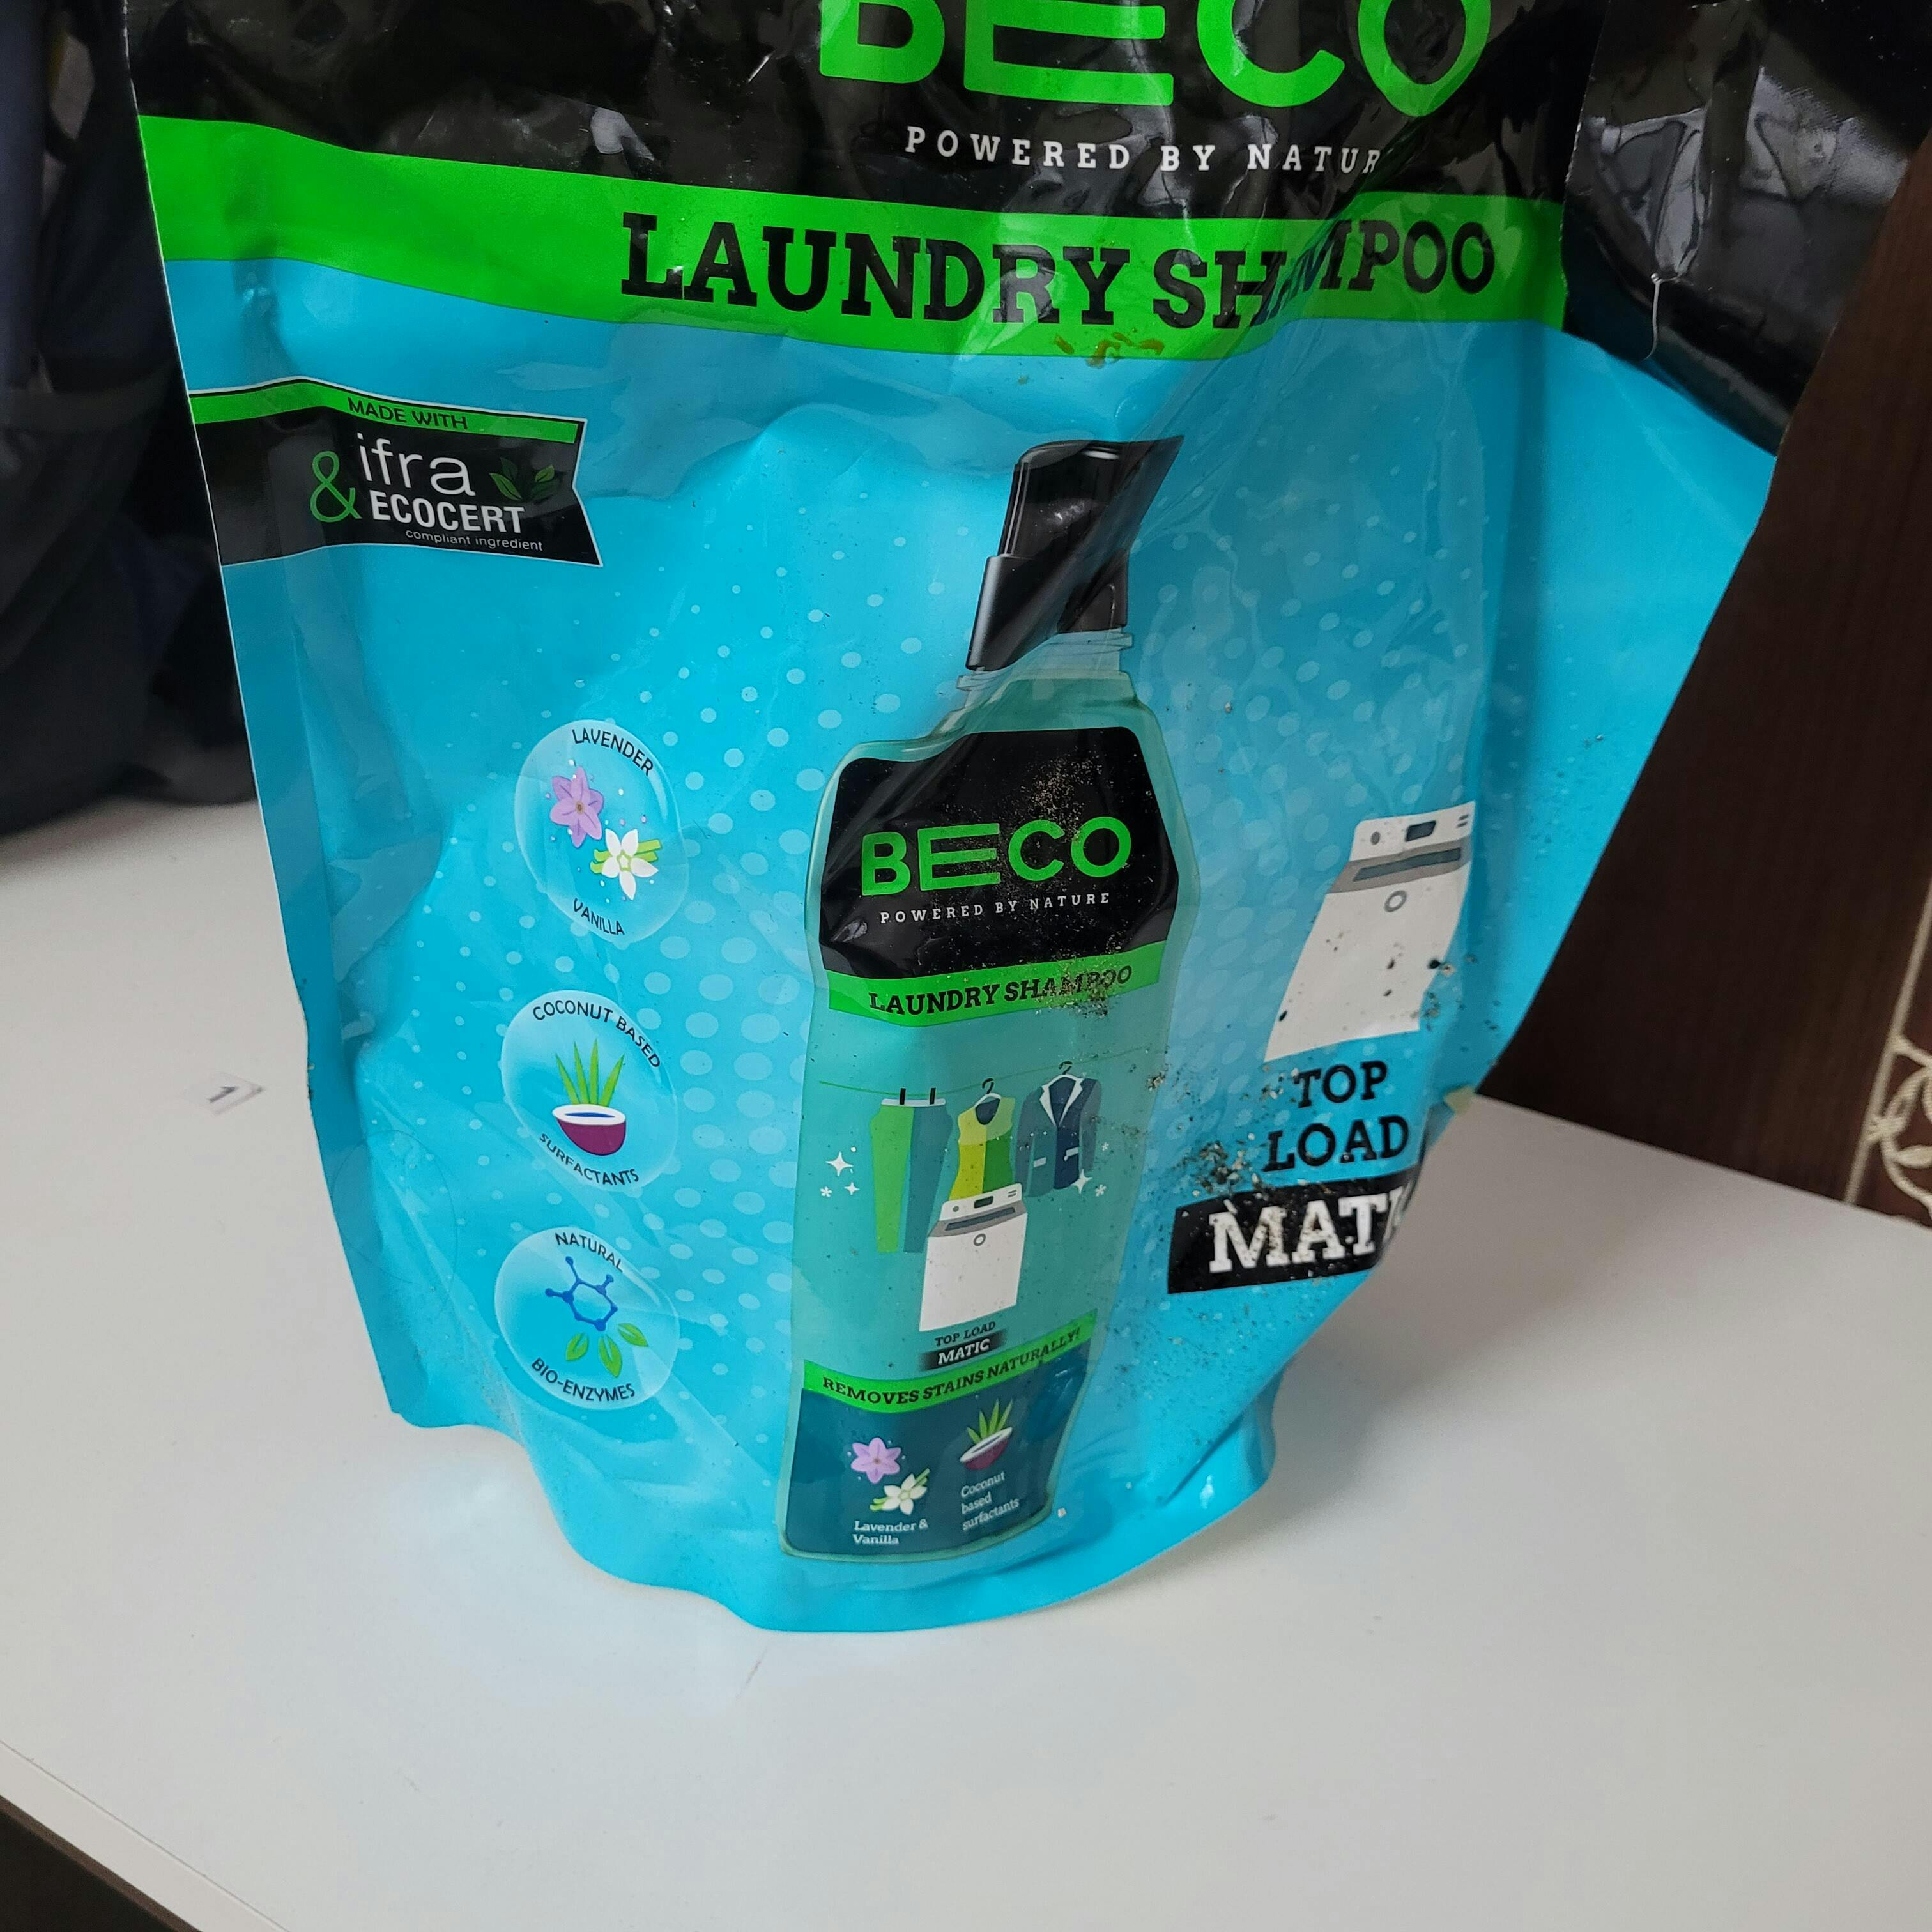 BECO
POWERED BY NATUR
LAUNDRY SHAMPOO
MADE WITH
ifra
& ECOCERT
compliant ingredient
LAVENDER
VANILLA
COCONUT BASED
SURFACTANTS
NATURAL
BIO-ENZYMES
BECO
POWERED BY NATURE
LAUNDRY SHAMPOO
TOP LOAD
MATIC
REMOVES STAINS NATURALLY!
Lavender &
Vanilla
Coconut
based
surfactants
TOP
LOAD
MATI
1